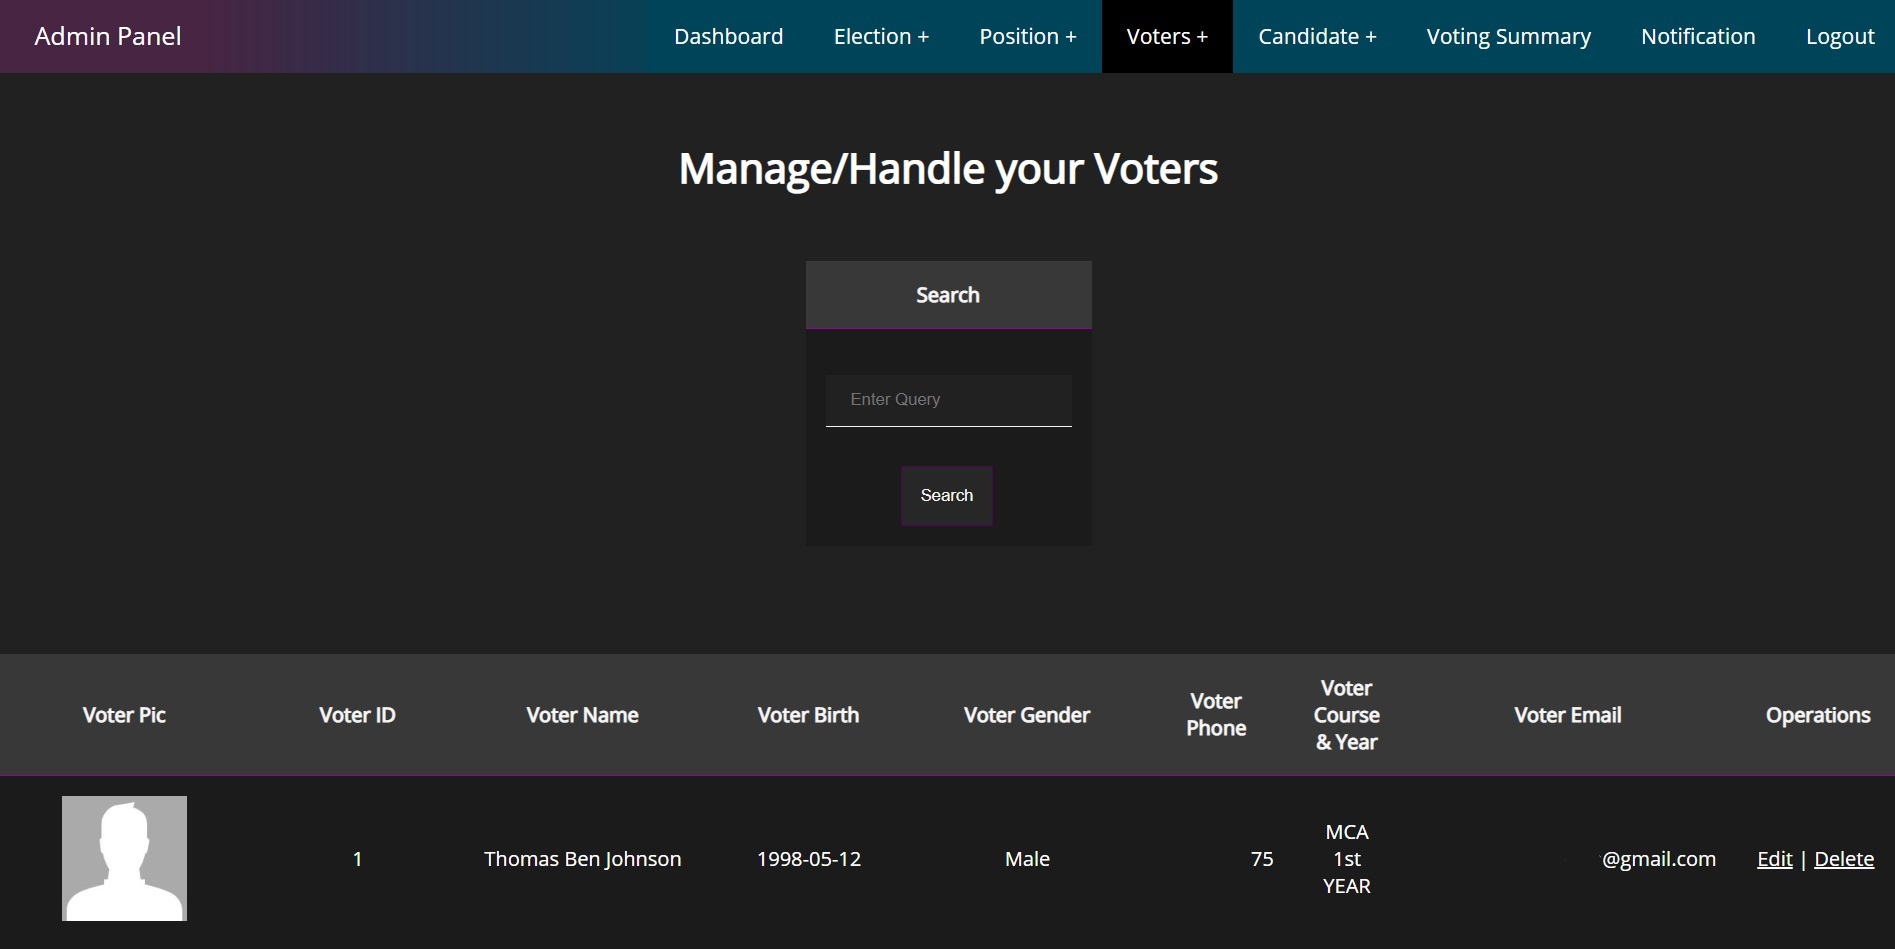 Admin Panel
Dashboard
Election +
Position +
Voters +
Candidate +
Voting Summary
Notification
Logout
Manage/Handle your Voters
Search
Enter Query
Search
Voter Pic
Voter ID
Voter Name
Voter Birth
Voter Gender
Voter
Phone
Voter
Course
& Year
Voter Email
Operations
1
Thomas Ben Johnson
1998-05-12
Male
75
MCA
1st
YEAR
@gmail.com
Edit | Delete